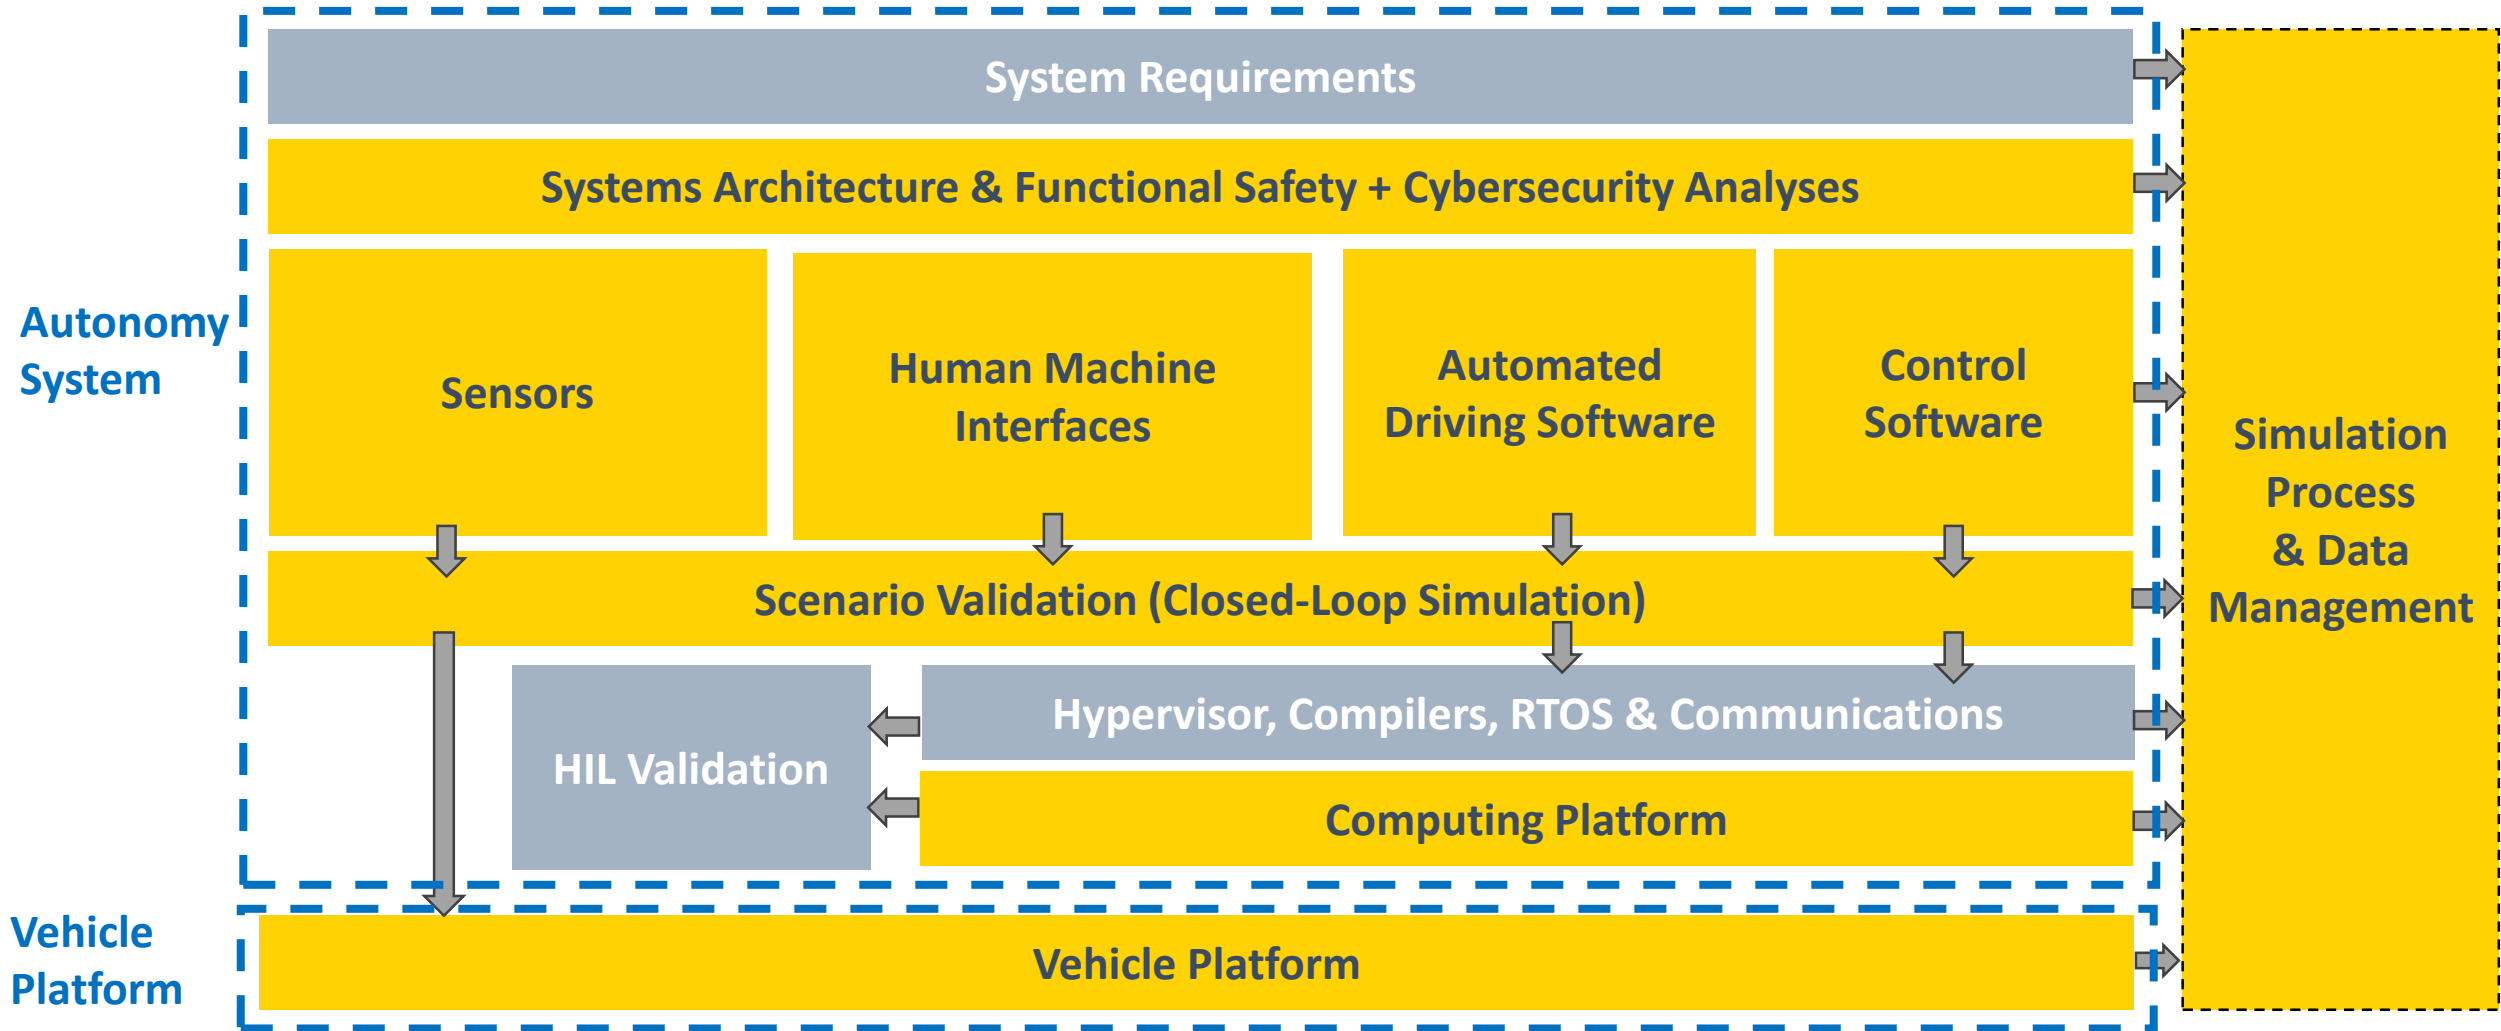 System Requirements
Systems Architecture & Functional Safety + Cybersecurity Analyses
Autonomy
System
Sensors
Human Machine
Interfaces
Automated
Driving Software
Control
Software
Simulation
Process
& Data
Management
Scenario Validation (Closed-Loop Simulation)
HIL Validation
Hypervisor, Compilers, RTOS & Communications
Computing Platform
Vehicle
Platform
Vehicle Platform